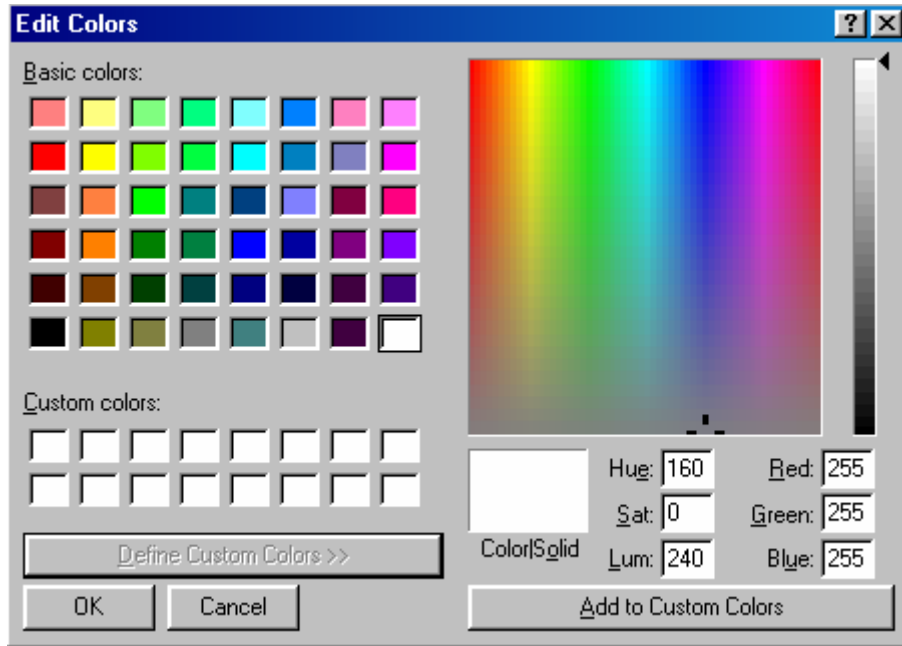 Edit Colors
Basic colors:
Custom colors:
Define Custom Colors >>
OK Cancel
Color|Solid
Hue: 160 Red: 255
Sat: 0 Green: 255
Lum: 240 Blue: 255
Add to Custom Colors